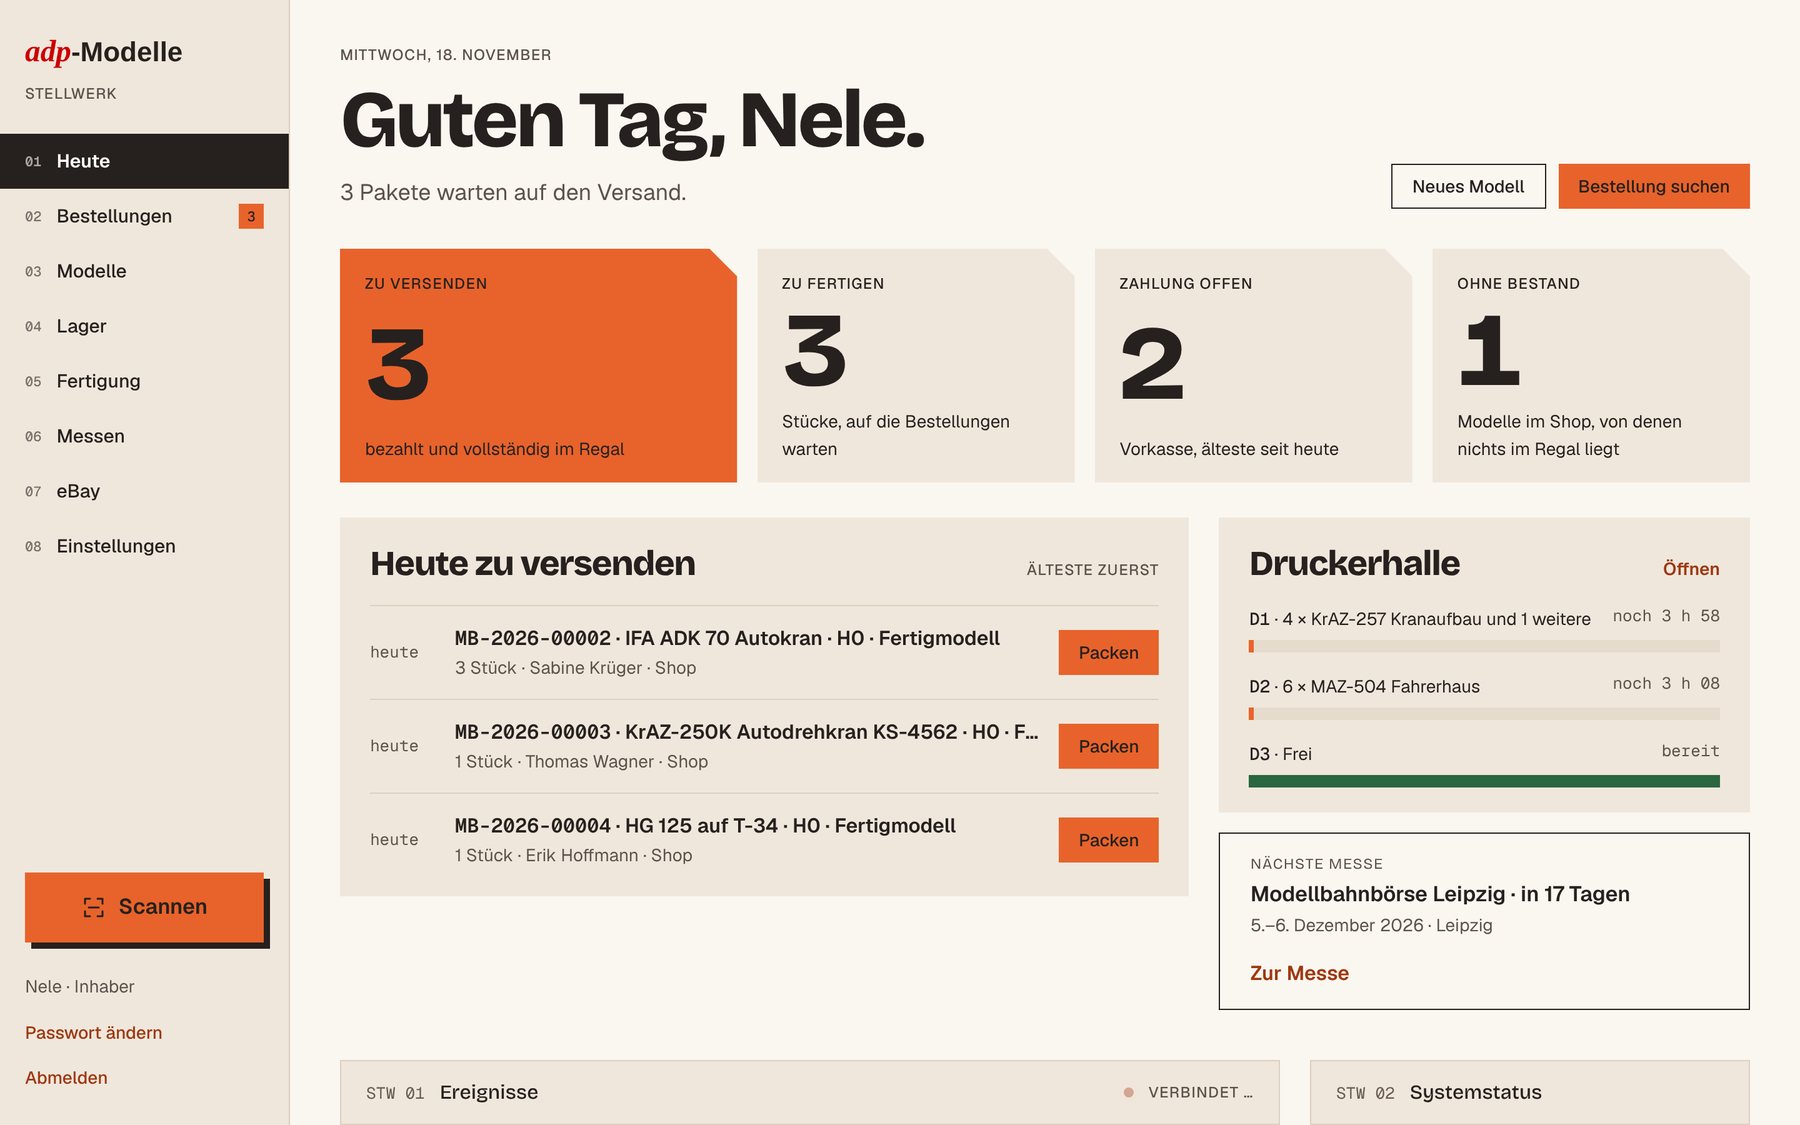 adp-Modelle
STELLWERK
01 Heute
02 Bestellungen 3
03 Modelle
04 Lager
05 Fertigung
06 Messen
07 eBay
08 Einstellungen
Scannen
Nele · Inhaber
Passwort ändern
Abmelden
MITTWOCH, 18. NOVEMBER
Guten Tag, Nele.
3 Pakete warten auf den Versand.
Neues Modell
Bestellung suchen
ZU VERSENDEN
3
bezahlt und vollständig im Regal
ZU FERTIGEN
3
Stücke, auf die Bestellungen
warten
ZAHLUNG OFFEN
2
Vorkasse, älteste seit heute
OHNE BESTAND
1
Modelle im Shop, von denen
nichts im Regal liegt
Heute zu versenden
ÄLTESTE ZUERST
heute
MB-2026-00002 · IFA ADK 70 Autokran · H0 · Fertigmodell
3 Stück · Sabine Krüger · Shop
Packen
heute
MB-2026-00003 · KrAZ-250K Autodrehkran KS-4562 · H0 · F…
1 Stück · Thomas Wagner · Shop
Packen
heute
MB-2026-00004 · HG 125 auf T-34 · H0 · Fertigmodell
1 Stück · Erik Hoffmann · Shop
Packen
Druckerhalle
Öffnen
D1 · 4 × KrAZ-257 Kranaufbau und 1 weitere noch 3 h 58
D2 · 6 × MAZ-504 Fahrerhaus noch 3 h 08
D3 · Frei bereit
NÄCHSTE MESSE
Modellbahnbörse Leipzig · in 17 Tagen
5.–6. Dezember 2026 · Leipzig
Zur Messe
STW 01 Ereignisse
VERBINDET …
STW 02 Systemstatus